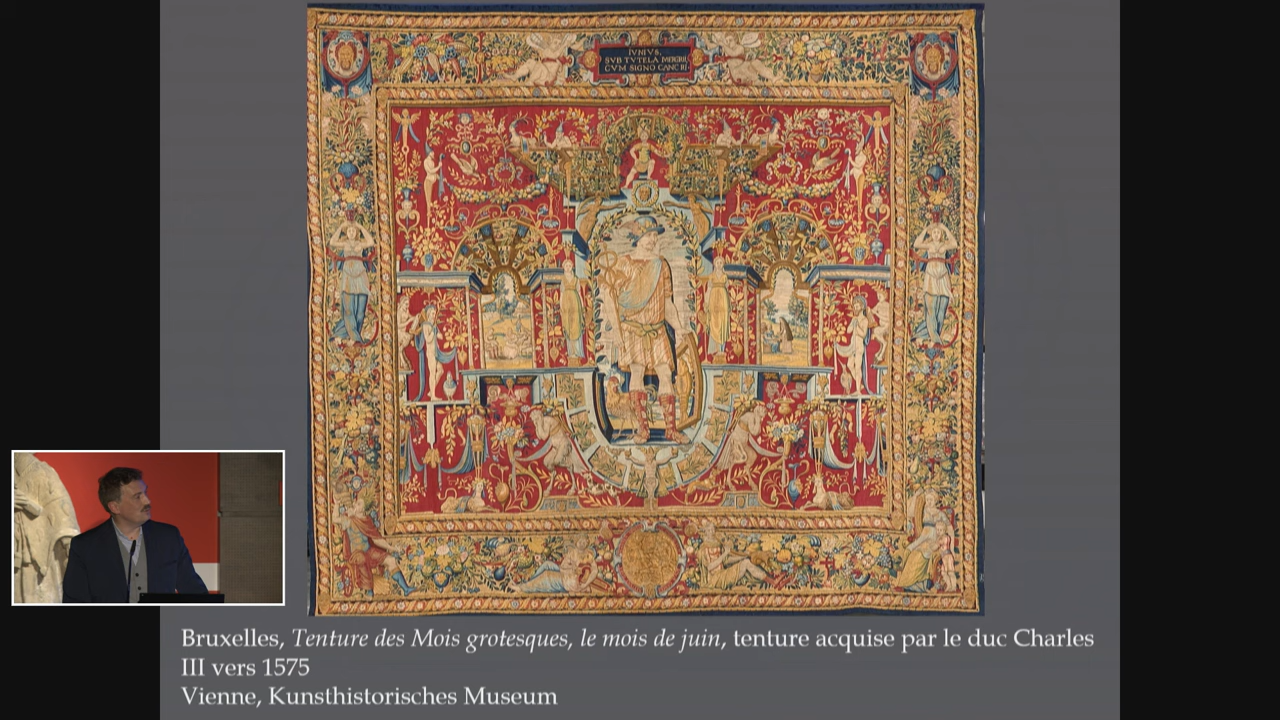 IVNIVS,
SVB TVTELA MERCRII
CVM SIGNO CANCRI
Bruxelles, Tenture des Mois grotesques, le mois de juin, tenture acquise par le duc Charles
III vers 1575
Vienne, Kunsthistorisches Museum